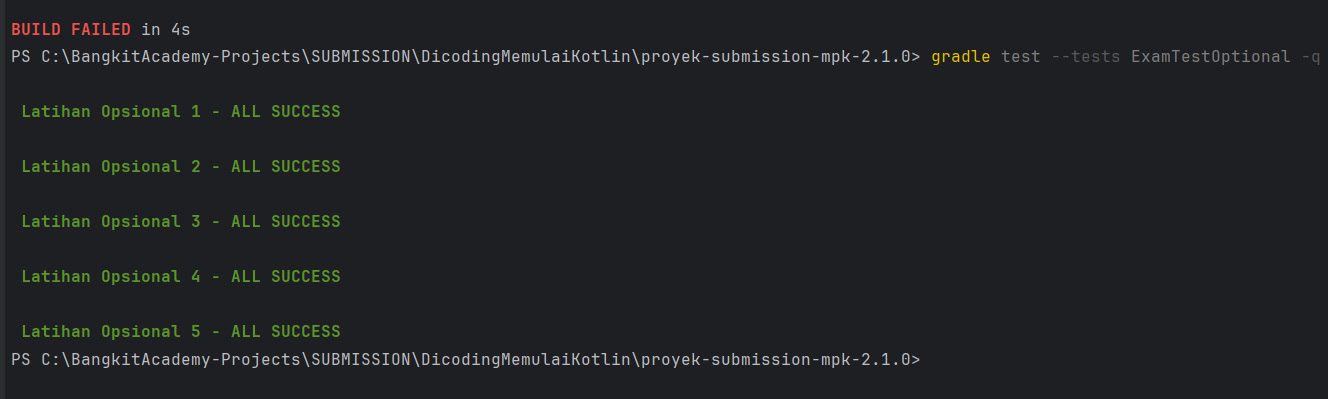 BUILD FAILED in 4s
PS C:\BangkitAcademy-Projects\SUBMISSION\DicodingMemulaiKotlin\proyek-submission-mpk-2.1.0> gradle test --tests ExamTestOptional -q
Latihan Opsional 1 - ALL SUCCESS
Latihan Opsional 2 - ALL SUCCESS
Latihan Opsional 3 - ALL SUCCESS
Latihan Opsional 4 - ALL SUCCESS
Latihan Opsional 5 - ALL SUCCESS
PS C:\BangkitAcademy-Projects\SUBMISSION\DicodingMemulaiKotlin\proyek-submission-mpk-2.1.0>